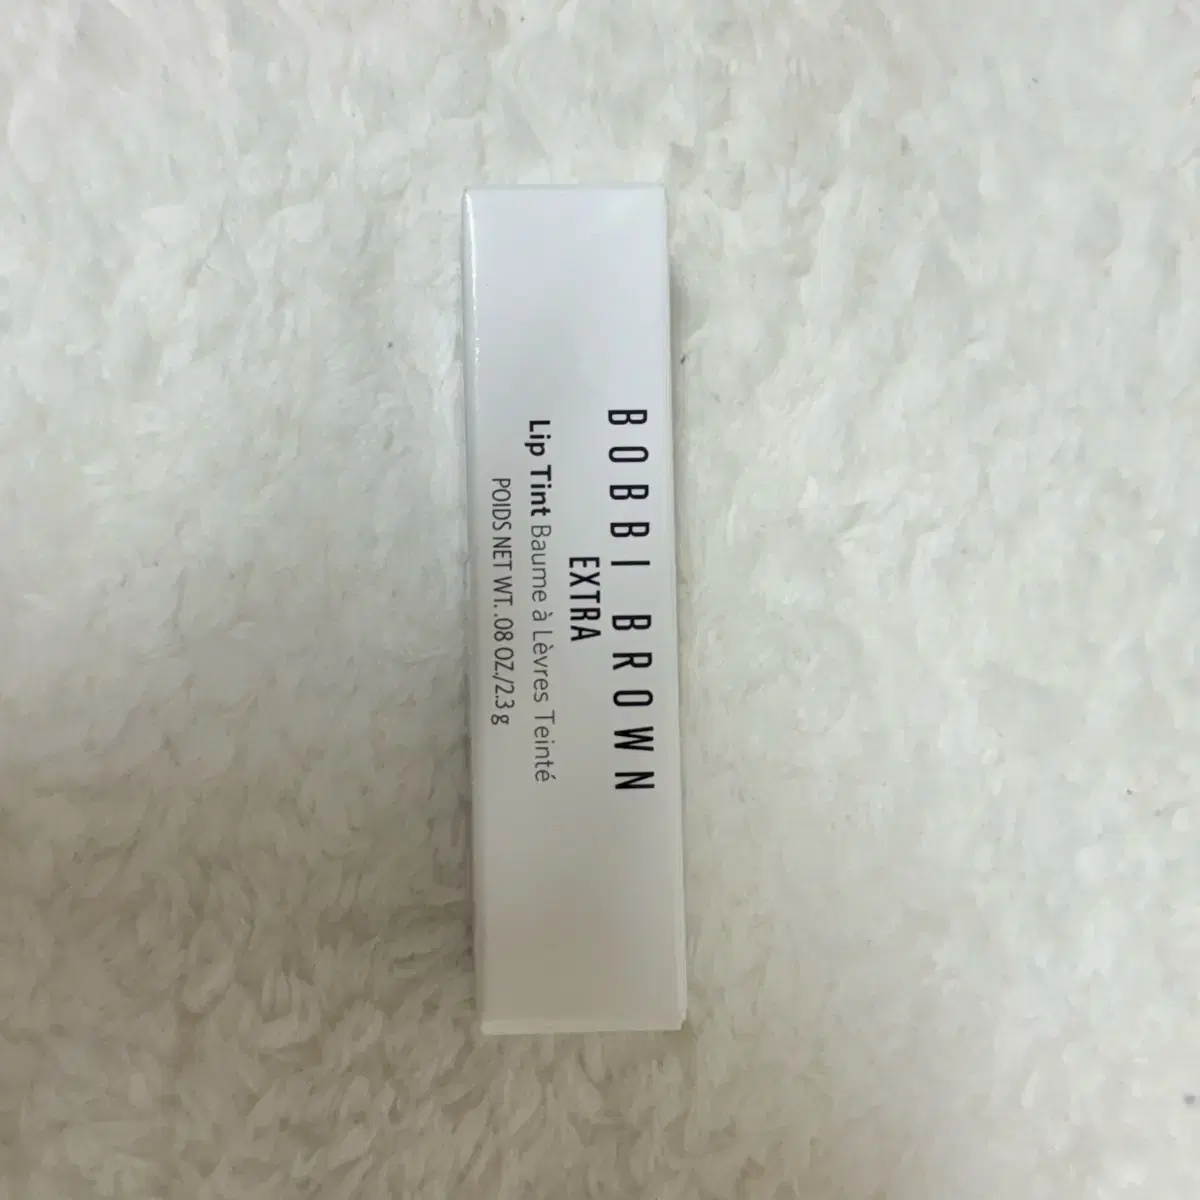 BOBBI BROWN
EXTRA
Lip Tint Baume à Lèvres Teinté
POIDS NET WT. .08 OZ./2.3 g